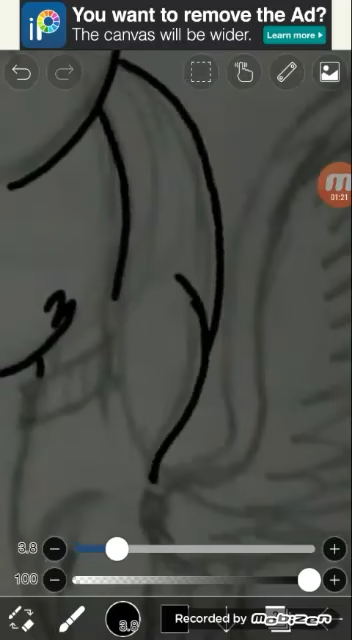 You want to remove the Ad?
The canvas will be wider.
Learn more
01:21
3.8
100
3.8
Recorded by mobizen